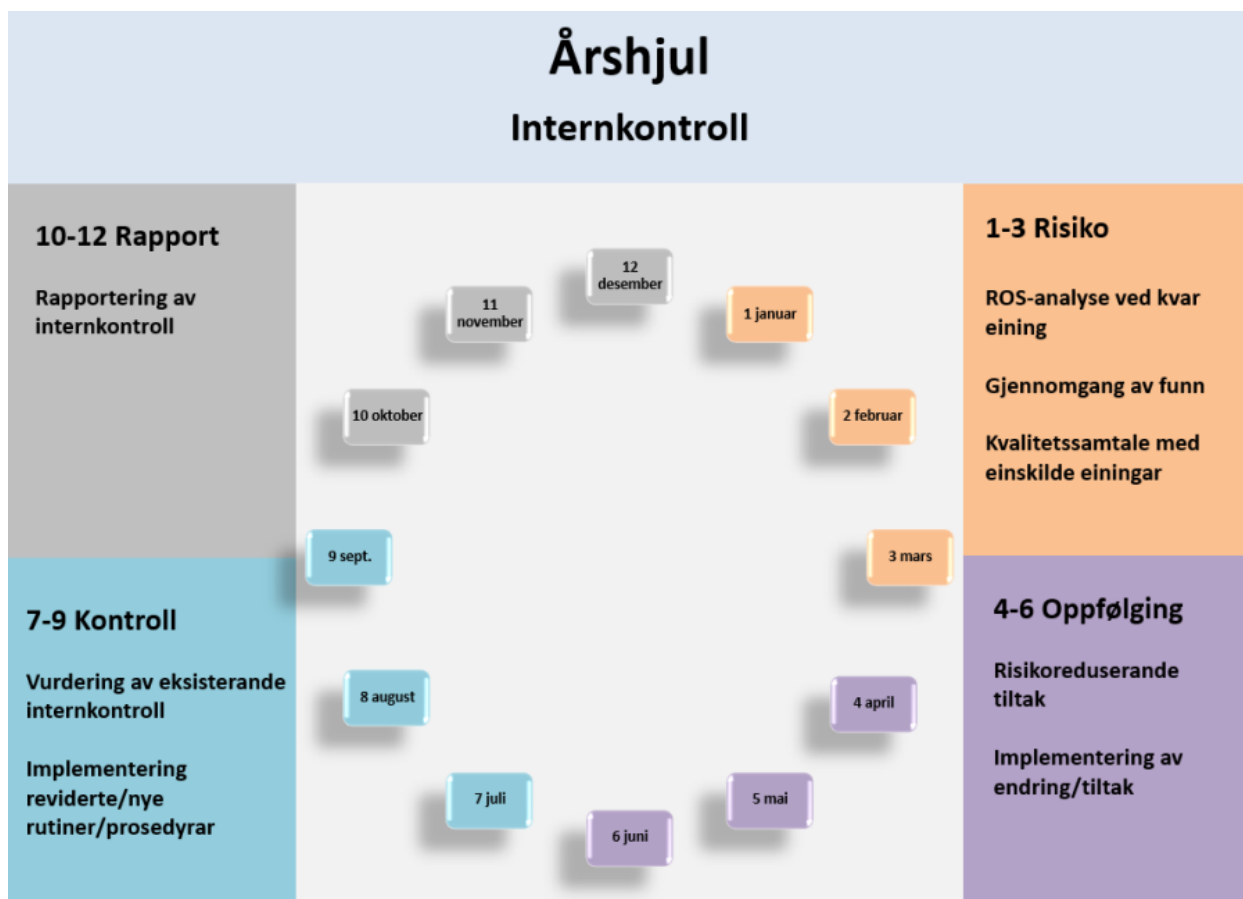 Årshjul
Internkontroll
10-12 Rapport
Rapportering av
internkontroll
1-3 Risiko
ROS-analyse ved kvar
eining
Gjennomgang av funn
Kvalitetssamtale med
einskilde einingar
12
desember
11
november
1 januar
10 oktober
2 februar
9 sept.
3 mars
8 august
4 april
7 juli
5 mai
6 juni
7-9 Kontroll
Vurdering av eksisterande
internkontroll
Implementering
reviderte/nye
rutiner/prosedyrar
4-6 Oppfølging
Risikoreduserande
tiltak
Implementering av
endring/tiltak